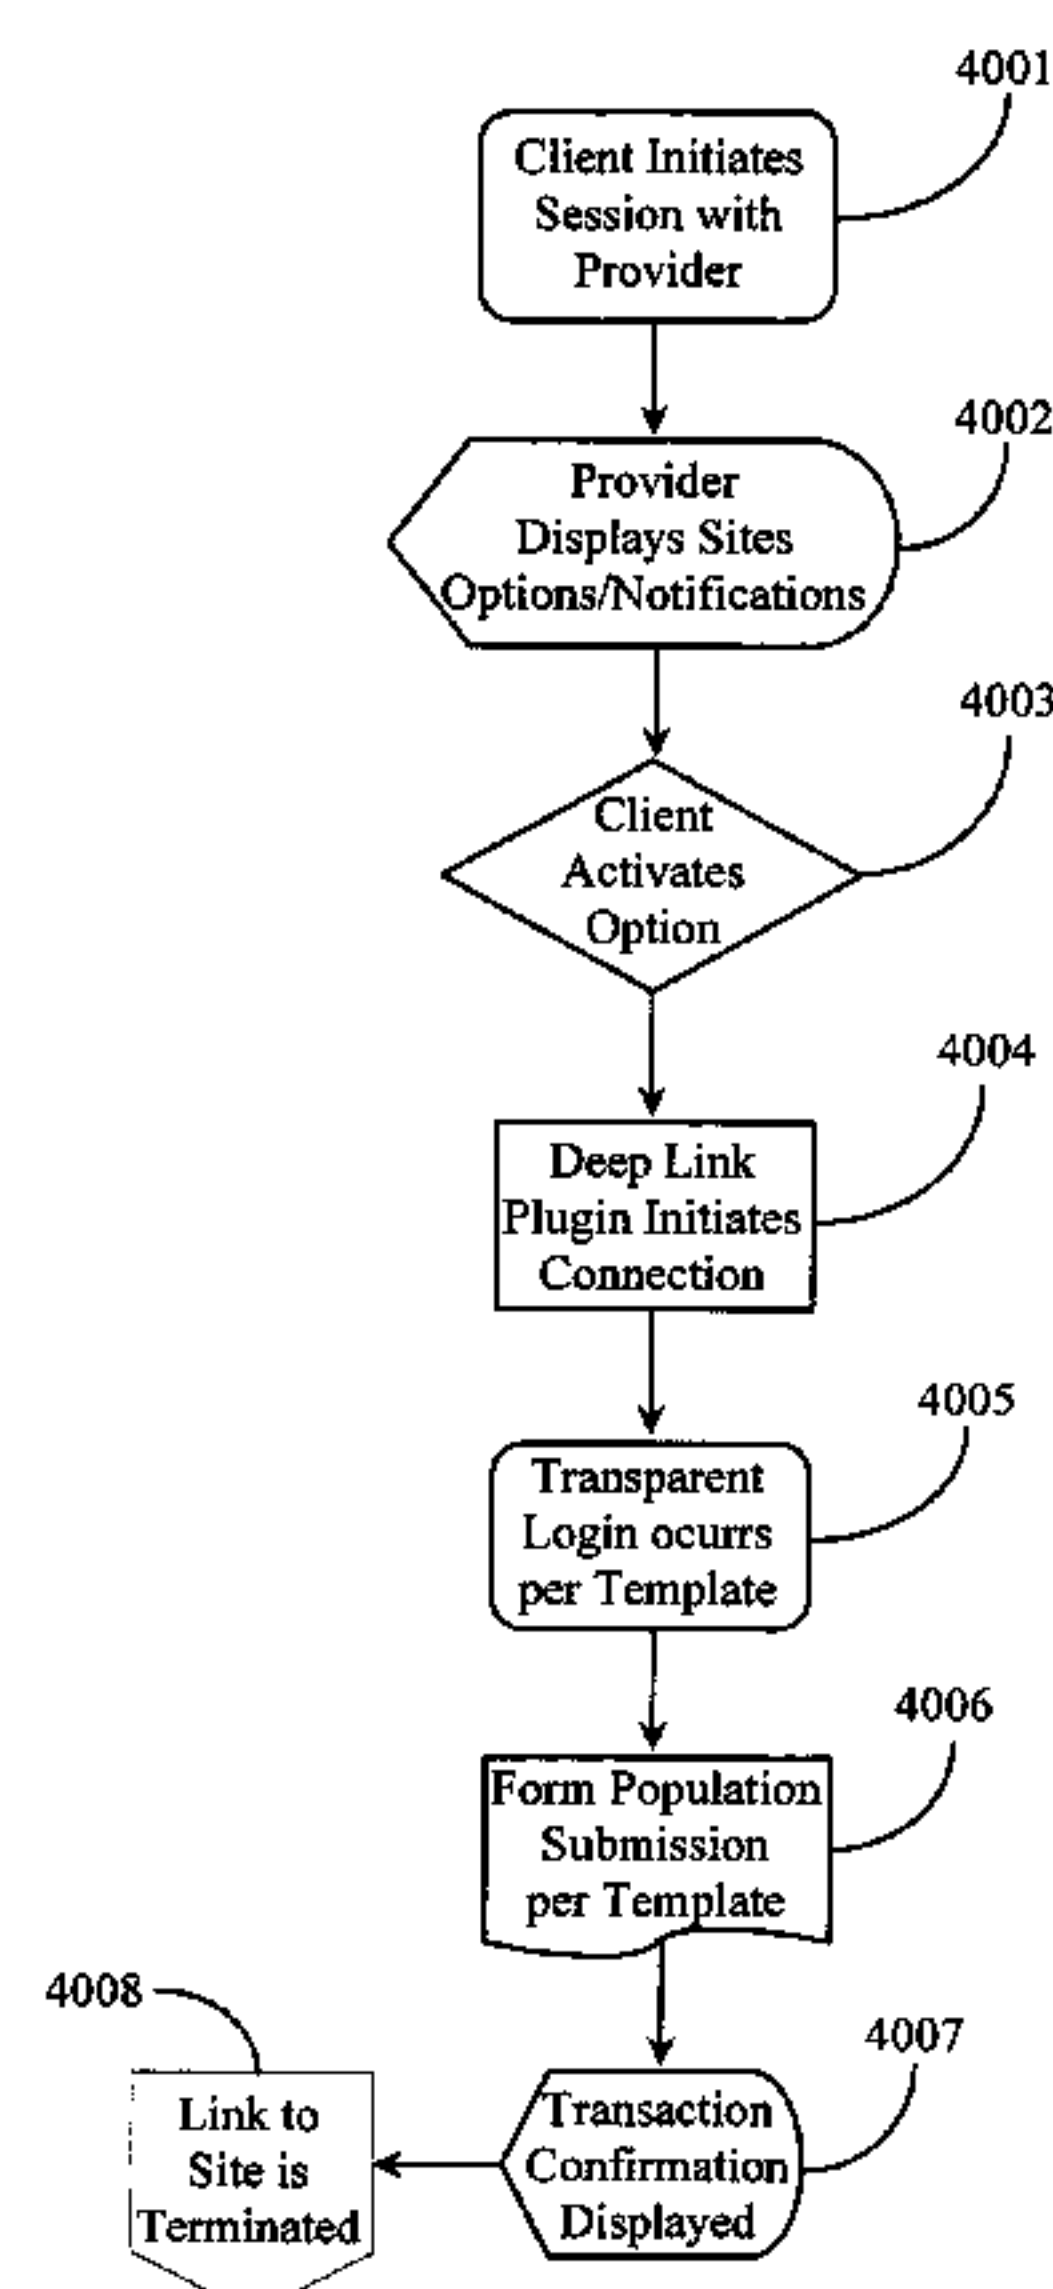 4001
Client Initiates
Session with
Provider
4002
Provider
Displays Sites
Options/Notifications
4003
Client
Activates
Option
4004
Deep Link
Plugin Initiates
Connection
4005
Transparent
Login ocurrs
per Template
4006
Form Population
Submission
per Template
4007
Transaction
Confirmation
Displayed
4008
Link to
Site is
Terminated